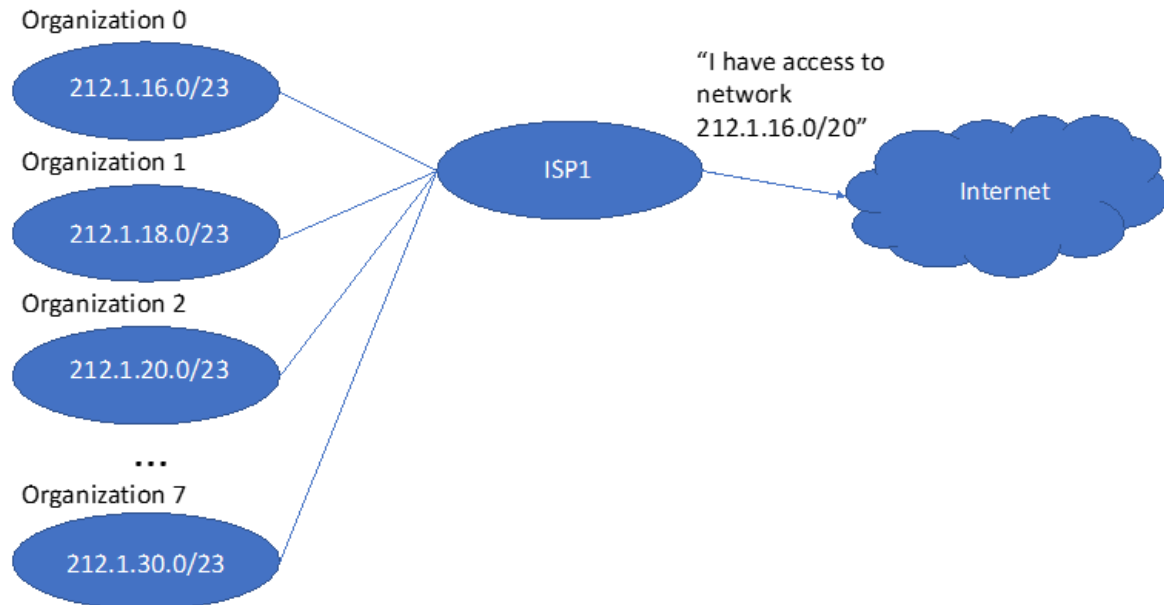 Organization 0
212.1.16.0/23
Organization 1
212.1.18.0/23
Organization 2
212.1.20.0/23
...
Organization 7
212.1.30.0/23
ISP1
“I have access to
network
212.1.16.0/20”
Internet